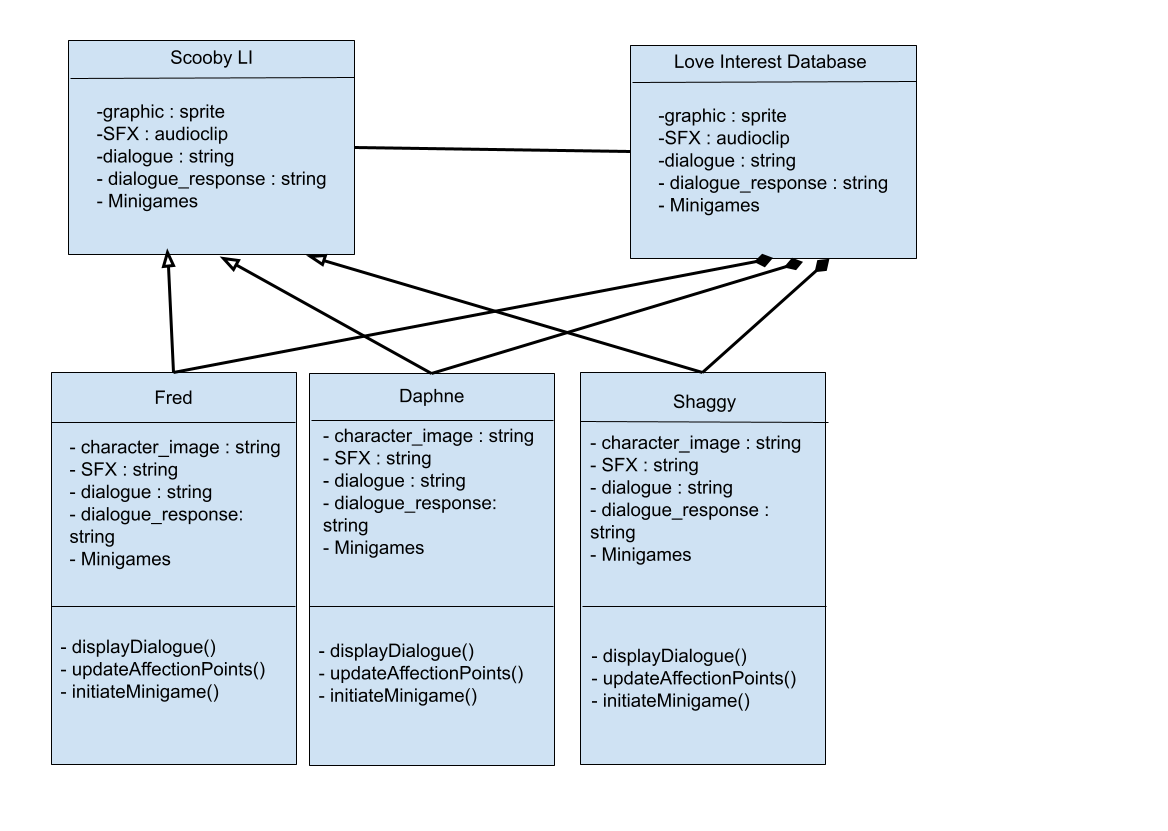 Scooby LI
-graphic : sprite
-SFX : audioclip
-dialogue : string
- dialogue_response : string
- Minigames
Love Interest Database
-graphic : sprite
-SFX : audioclip
-dialogue : string
- dialogue_response : string
- Minigames
Fred
- character_image : string
- SFX : string
- dialogue : string
- dialogue_response:
string
- Minigames
- displayDialogue()
- updateAffectionPoints()
- initiateMinigame()
Daphne
- character_image : string
- SFX : string
- dialogue : string
- dialogue_response:
string
- Minigames
- displayDialogue()
- updateAffectionPoints()
- initiateMinigame()
Shaggy
- character_image : string
- SFX : string
- dialogue : string
- dialogue_response :
string
- Minigames
- displayDialogue()
- updateAffectionPoints()
- initiateMinigame()